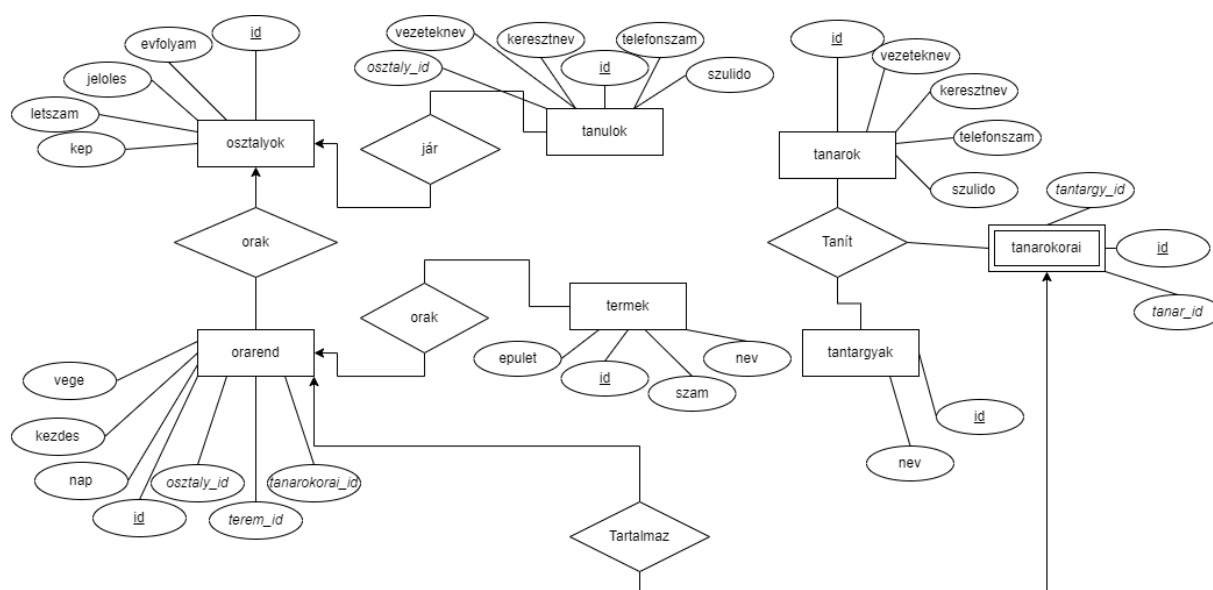 id
evfolyam
jeloles
letszam
kep
osztalyok
vezeteknev
keresztnev
telefonszam
osztaly_id
id
szulido
tanulok
jár
id
vezeteknev
keresztnev
telefonszam
szulido
tanarok
tantargy_id
tanarokorai
id
tanar_id
Tanít
orak
orak
termek
epulet
id
szam
nev
orarend
vege
kezdes
nap
id
osztaly_id
terem_id
tanarokorai_id
tantargyak
id
nev
Tartalmaz